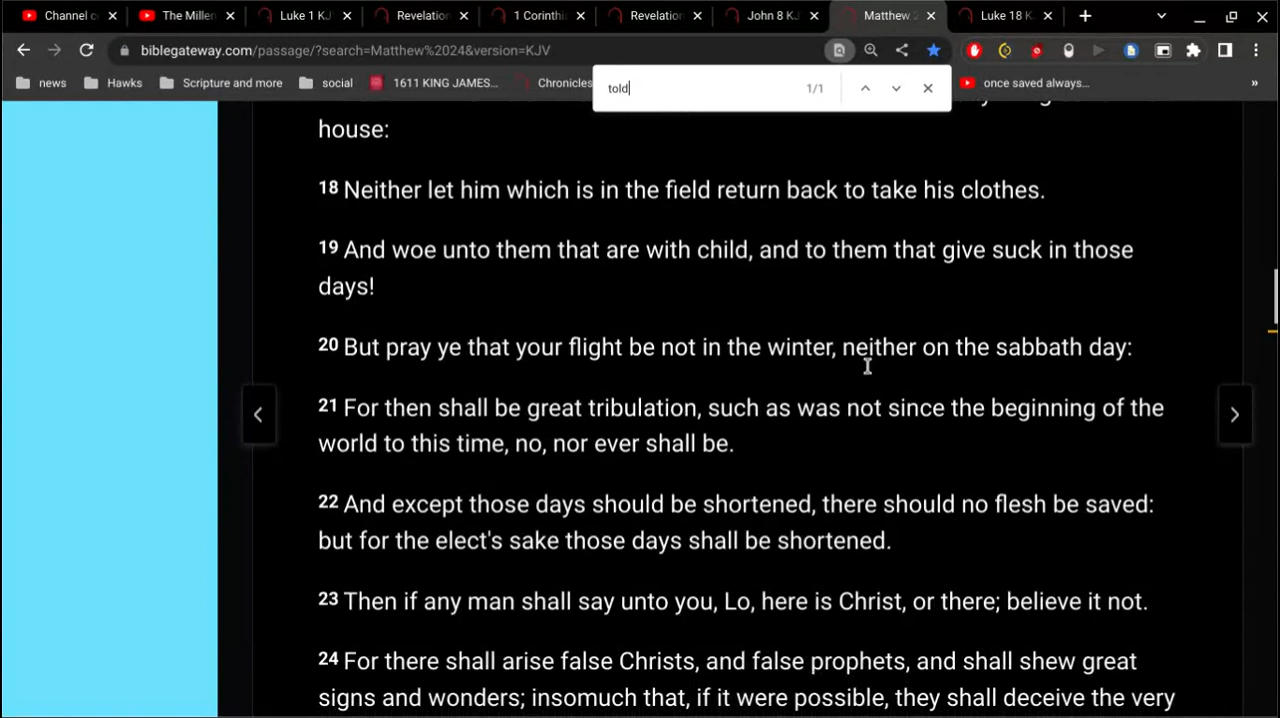 Channel c
The Miller
Luke 1 KJ
Revelation
1 Corinthi
Revelation
John 8 KJ
Matthew 2
Luke 18 K
biblegateway.com/passage/?search=Matthew%2024&version=KJV
news
Hawks
Scripture and more
social
1611 KING JAMES...
Chronicles
once saved always...
»
told
1/1
house:
18 Neither let him which is in the field return back to take his clothes.
19 And woe unto them that are with child, and to them that give suck in those
days!
20 But pray ye that your flight be not in the winter, neither on the sabbath day:
21 For then shall be great tribulation, such as was not since the beginning of the
world to this time, no, nor ever shall be.
22 And except those days should be shortened, there should no flesh be saved:
but for the elect's sake those days shall be shortened.
23 Then if any man shall say unto you, Lo, here is Christ, or there; believe it not.
24 For there shall arise false Christs, and false prophets, and shall shew great
signs and wonders; insomuch that, if it were possible, they shall deceive the very